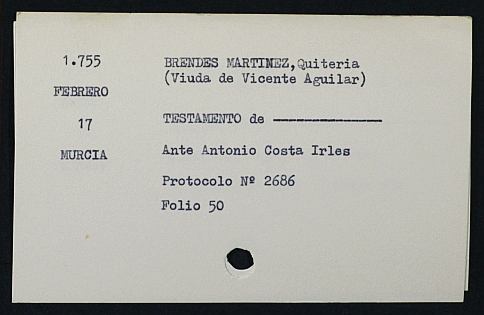 1.755
FEBRERO
17
MURCIA
BRENDES MARTINEZ,Quiteria
(Viuda de Vicente Aguilar)
TESTAMENTO de ---------------
Ante Antonio Costa Irles
Protocolo Nº 2686
Folio 50